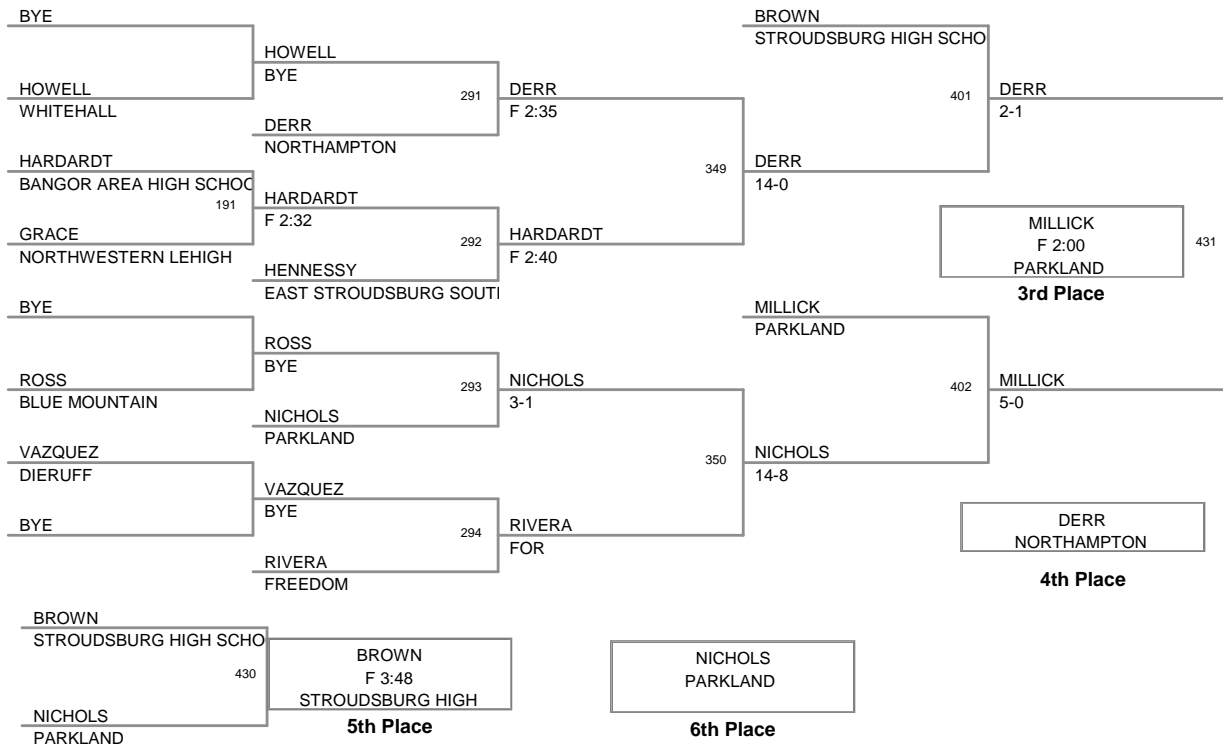 BYE
HOWELL
WHITEHALL
HARDARDT
BANGOR AREA HIGH SCHOO
191
GRACE
NORTHWESTERN LEHIGH
BYE
ROSS
BLUE MOUNTAIN
VAZQUEZ
DIERUFF
BYE
HOWELL
BYE
291
DERR
NORTHAMPTON
HARDARDT
F 2:32
292
HENNESSY
EAST STROUDSBURG SOUTH
ROSS
BYE
293
NICHOLS
PARKLAND
VAZQUEZ
BYE
294
RIVERA
FREEDOM
DERR
F 2:35
349
HARDARDT
F 2:40
NICHOLS
3-1
350
RIVERA
FOR
BROWN
STROUDSBURG HIGH SCHO
401
DERR
14-0
MILLICK
PARKLAND
402
NICHOLS
14-8
DERR
2-1
MILLICK
F 2:00
PARKLAND
431
3rd Place
MILLICK
5-0
DERR
NORTHAMPTON
4th Place
BROWN
STROUDSBURG HIGH SCHO
430
NICHOLS
PARKLAND
BROWN
F 3:48
STROUDSBURG HIGH
5th Place
NICHOLS
PARKLAND
6th Place